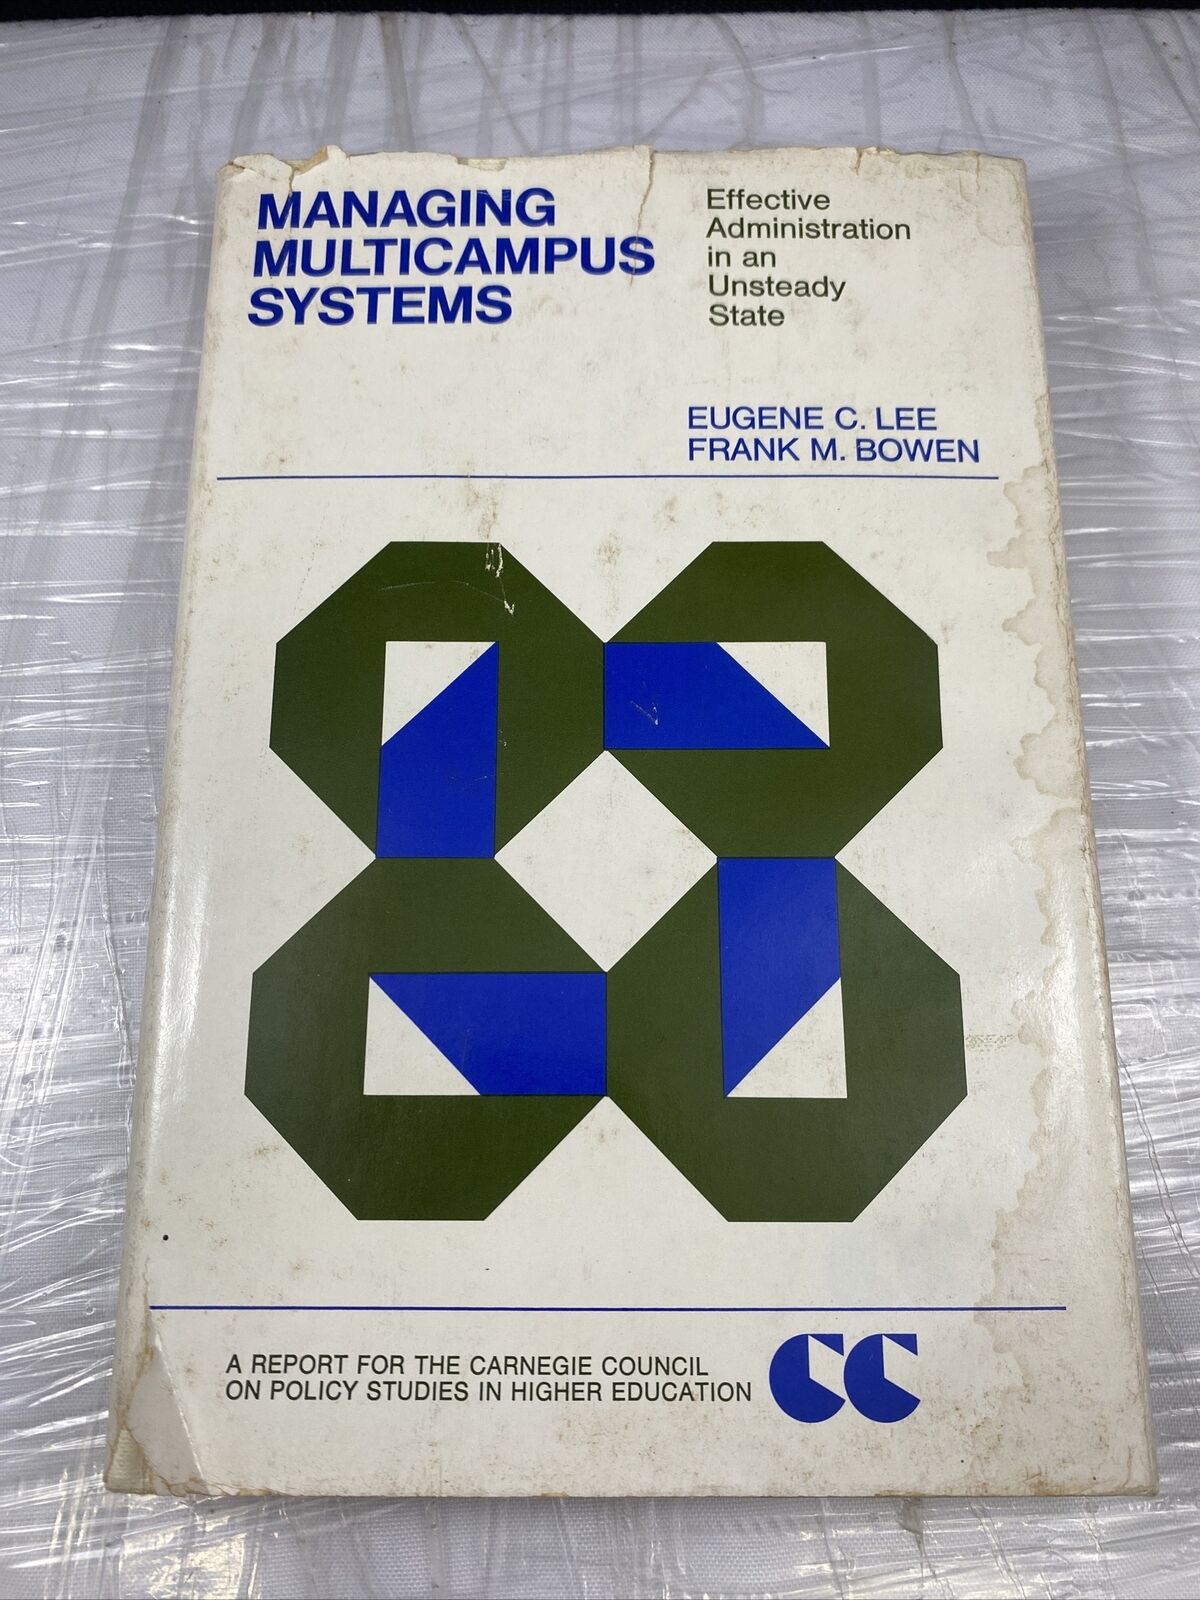 MANAGING
MULTICAMPUS
SYSTEMS
Effective
Administration
in an
Unsteady
State
EUGENE C. LEE
FRANK M. BOWEN
A REPORT FOR THE CARNEGIE COUNCIL
ON POLICY STUDIES IN HIGHER EDUCATION
CC